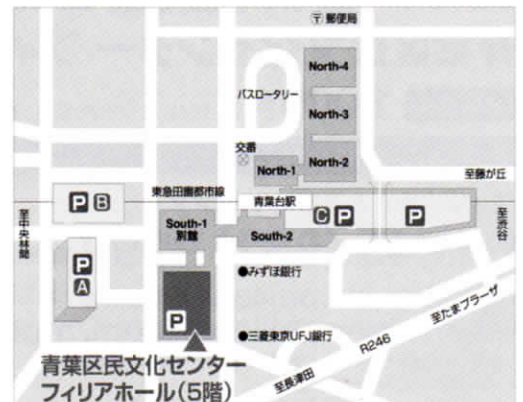 〒郵便局
North-4
バスロータリー
North-3
交番
North-1
North-2
至藤が丘
東急田園都市線
青葉台駅
P B
C P
P
至中央林間
至渋谷
South-1
別館
South-2
P
A
●みずほ銀行
P
●三菱東京UFJ銀行
至たまプラーザ
R246
至長津田
青葉区民文化センター
フィリアホール(5階)